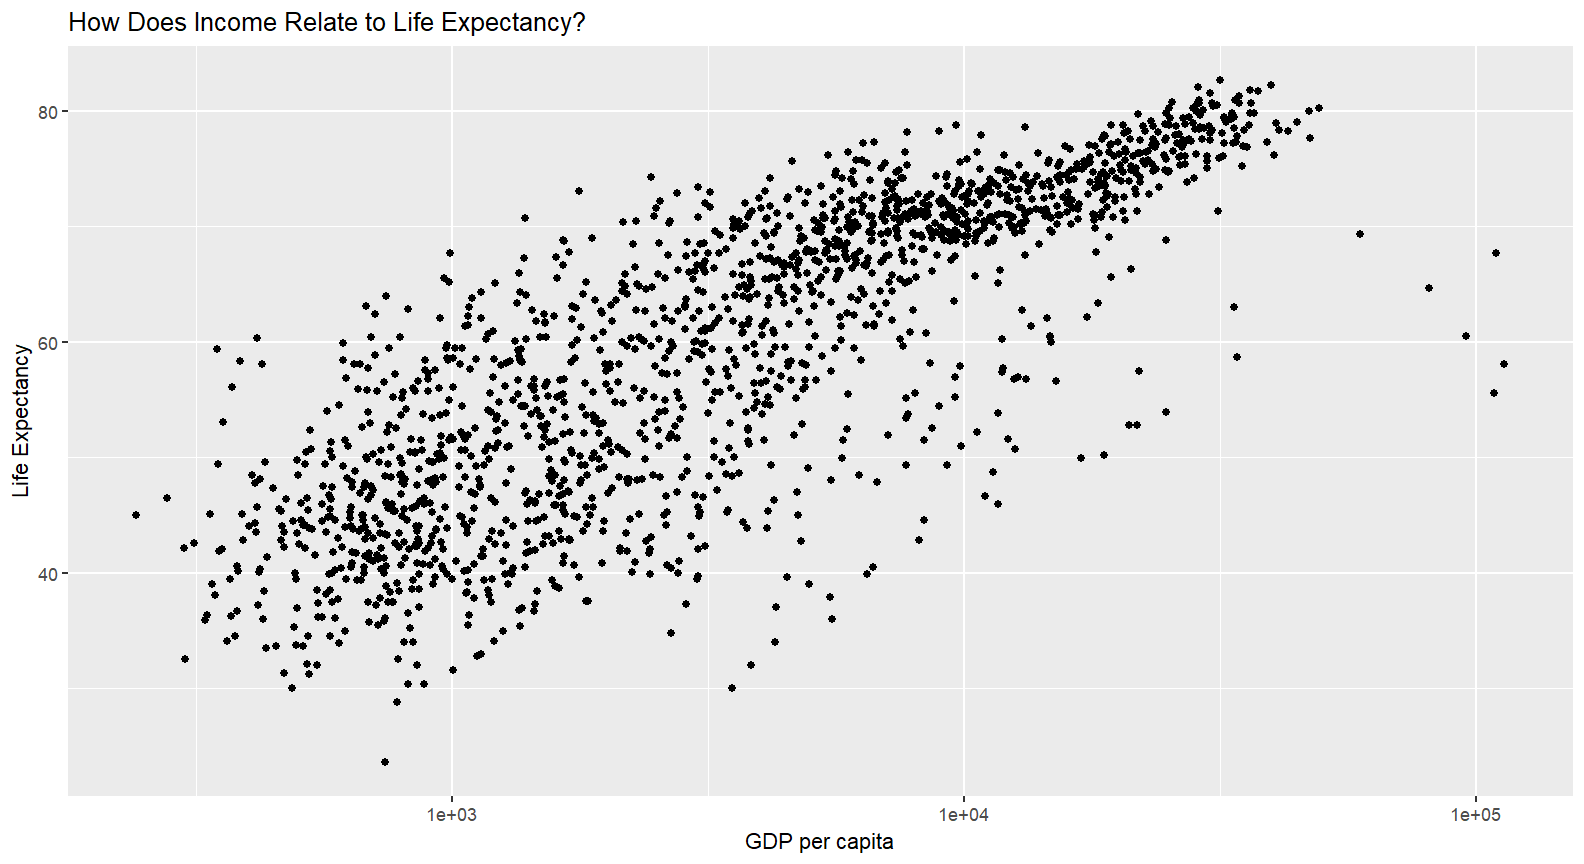 How Does Income Relate to Life Expectancy?
80
60
40
Life Expectancy
1e+03
1e+04
1e+05
GDP per capita